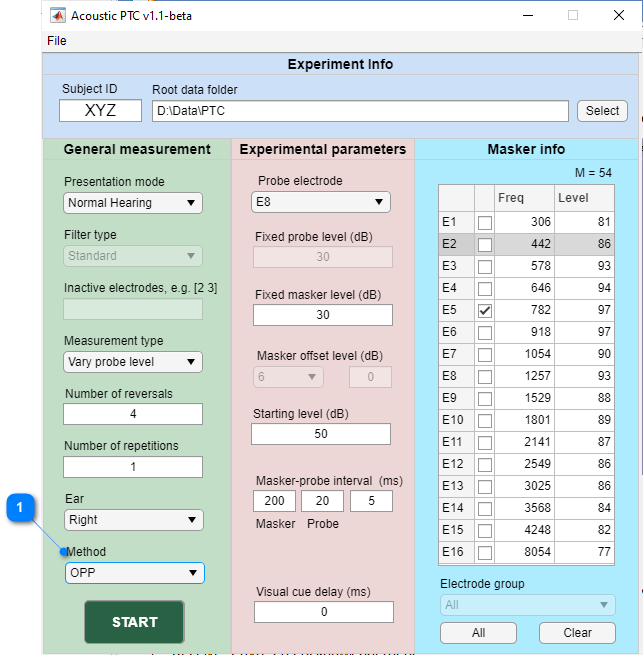 Acoustic PTC v1.1-beta
File
Experiment Info
Subject ID
Root data folder
XYZ
D:\Data\PTC
Select
General measurement
Presentation mode
Normal Hearing
Filter type
Standard
Inactive electrodes, e.g. [2 3]
Measurement type
Vary probe level
Number of reversals
4
Number of repetitions
1
Ear
Right
1
Method
OPP
START
Experimental parameters
Probe electrode
E8
Fixed probe level (dB)
30
Fixed masker level (dB)
30
Masker offset level (dB)
6 0
Starting level (dB)
50
Masker-probe interval (ms)
200 20 5
Masker Probe
Visual cue delay (ms)
0
Masker info
M = 54
Freq Level
E1 306 81
E2 442 86
E3 578 93
E4 646 94
E5 782 97
E6 918 97
E7 1054 90
E8 1257 93
E9 1529 88
E10 1801 89
E11 2141 87
E12 2549 86
E13 3025 86
E14 3568 84
E15 4248 82
E16 8054 77
Electrode group
All
All Clear